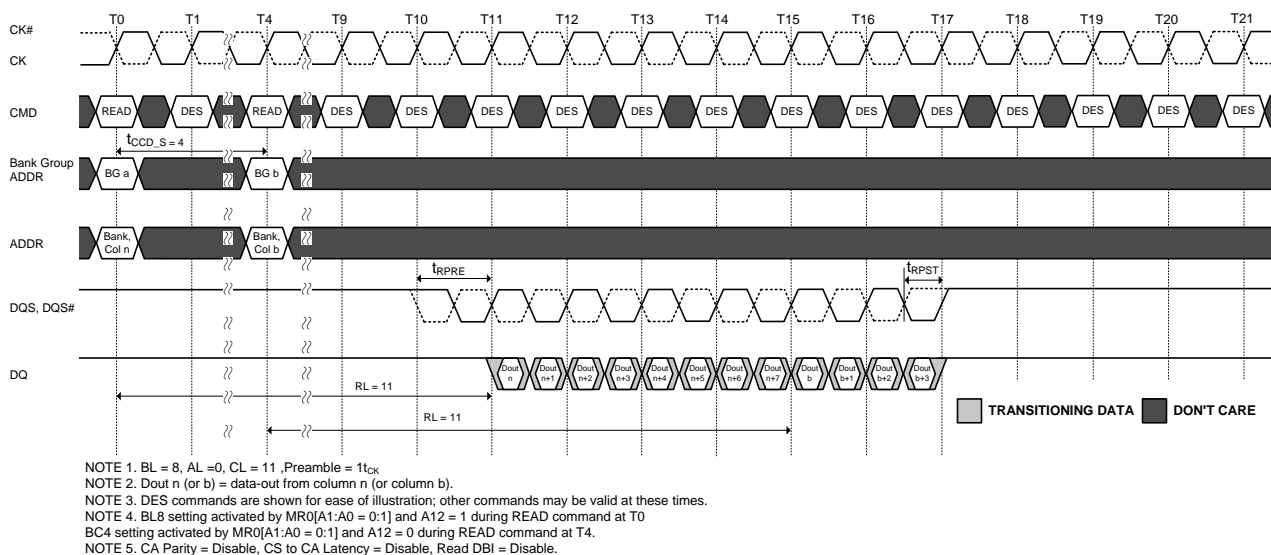 T0 T1 T4 T9 T10 T11 T12 T13 T14 T15 T16 T17 T18 T19 T20 T21
CK#
CK
CMD READ DES READ DES DES DES DES DES DES DES DES DES DES DES DES DES
tCCD_S = 4
Bank Group
ADDR
BG a BG b
ADDR
Bank, Bank,
Col n Col b
tRPRE tRPST
DQS, DQS#
DQ
Dout Dout Dout Dout Dout Dout Dout Dout Dout Dout Dout Dout
n n+1 n+2 n+3 n+4 n+5 n+6 n+7 b b+1 b+2 b+3
RL = 11
RL = 11
TRANSITIONING DATA DON'T CARE
NOTE 1. BL = 8, AL =0, CL = 11 ,Preamble = 1tCK
NOTE 2. Dout n (or b) = data-out from column n (or column b).
NOTE 3. DES commands are shown for ease of illustration; other commands may be valid at these times.
NOTE 4. BL8 setting activated by MR0[A1:A0 = 0:1] and A12 = 1 during READ command at T0
BC4 setting activated by MR0[A1:A0 = 0:1] and A12 = 0 during READ command at T4.
NOTE 5. CA Parity = Disable, CS to CA Latency = Disable, Read DBI = Disable.